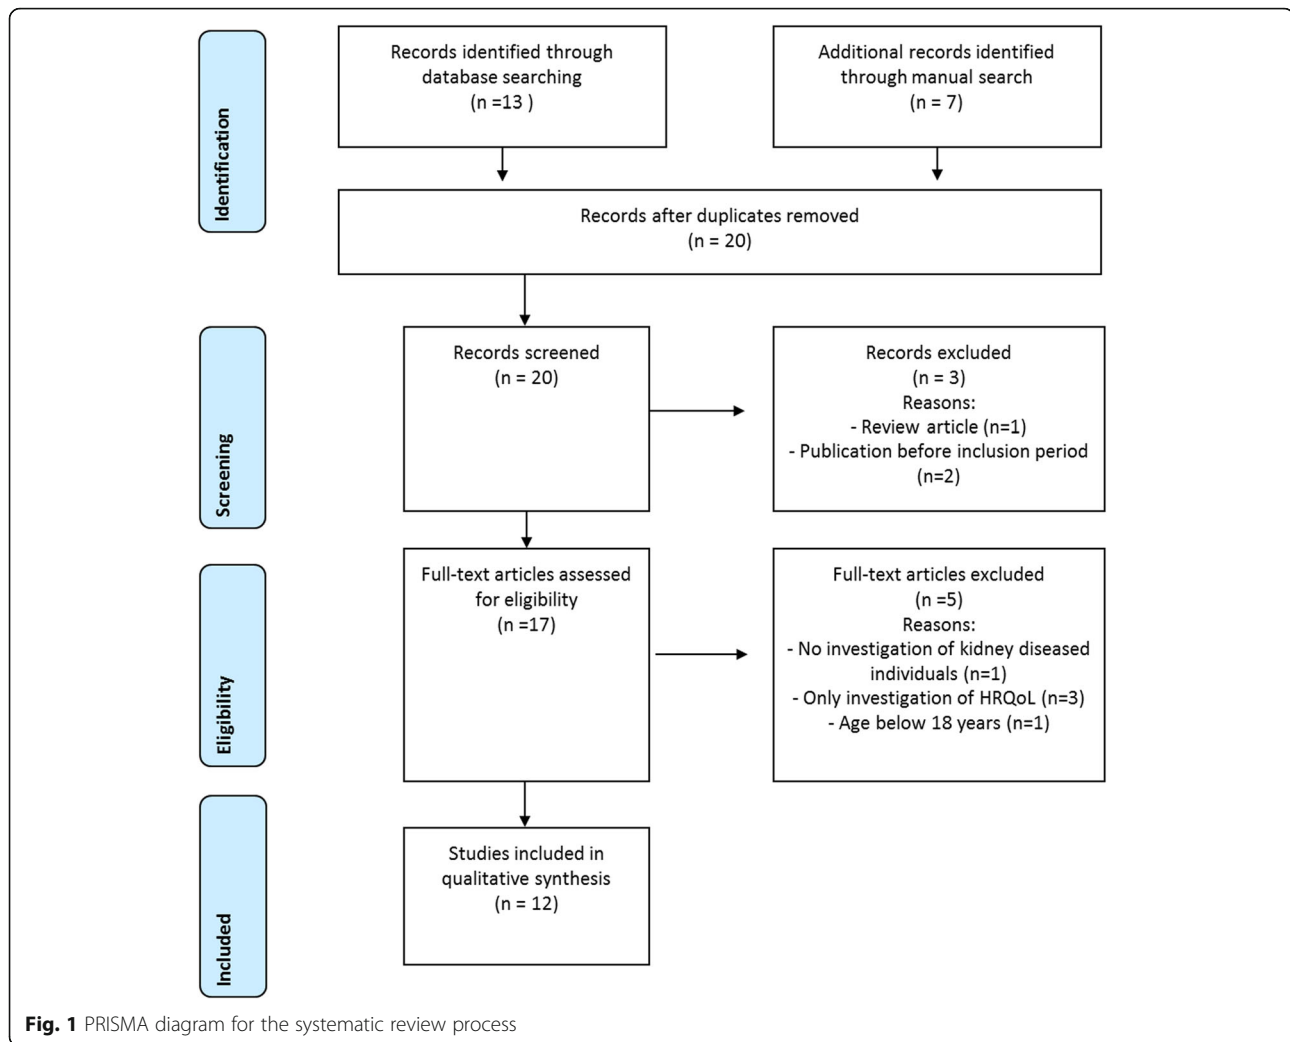 Identification
Records identified through
database searching
(n =13 )
Additional records identified
through manual search
(n = 7)
Records after duplicates removed
(n = 20)
Screening
Records screened
(n = 20)
Records excluded
(n = 3)
Reasons:
- Review article (n=1)
- Publication before inclusion period
(n=2)
Eligibility
Full-text articles assessed
for eligibility
(n =17)
Full-text articles excluded
(n =5)
Reasons:
- No investigation of kidney diseased
individuals (n=1)
- Only investigation of HRQoL (n=3)
- Age below 18 years (n=1)
Included
Studies included in
qualitative synthesis
(n = 12)
Fig. 1 PRISMA diagram for the systematic review process